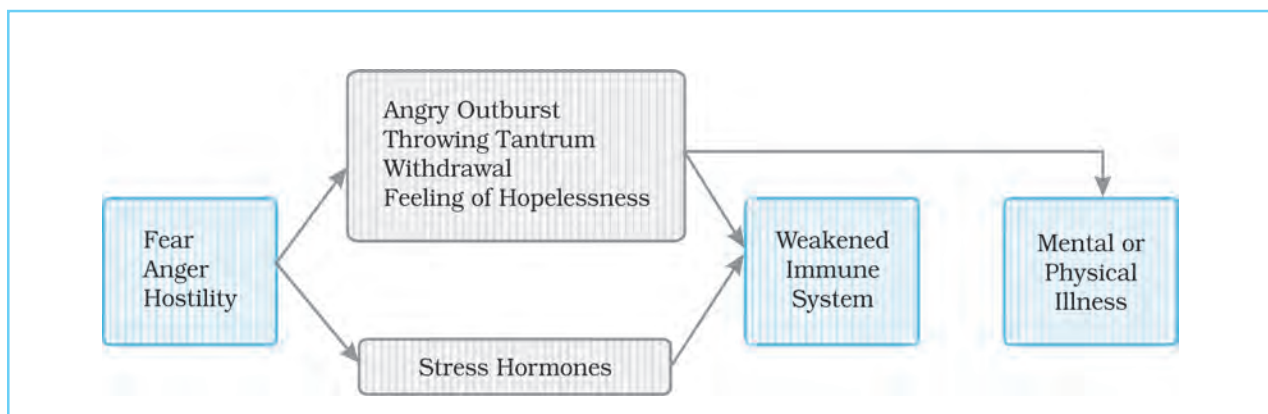 Angry Outburst
Throwing Tantrum
Withdrawal
Feeling of Hopelessness
Fear
Anger
Hostility
Weakened
Immune
System
Mental or
Physical
Illness
Stress Hormones